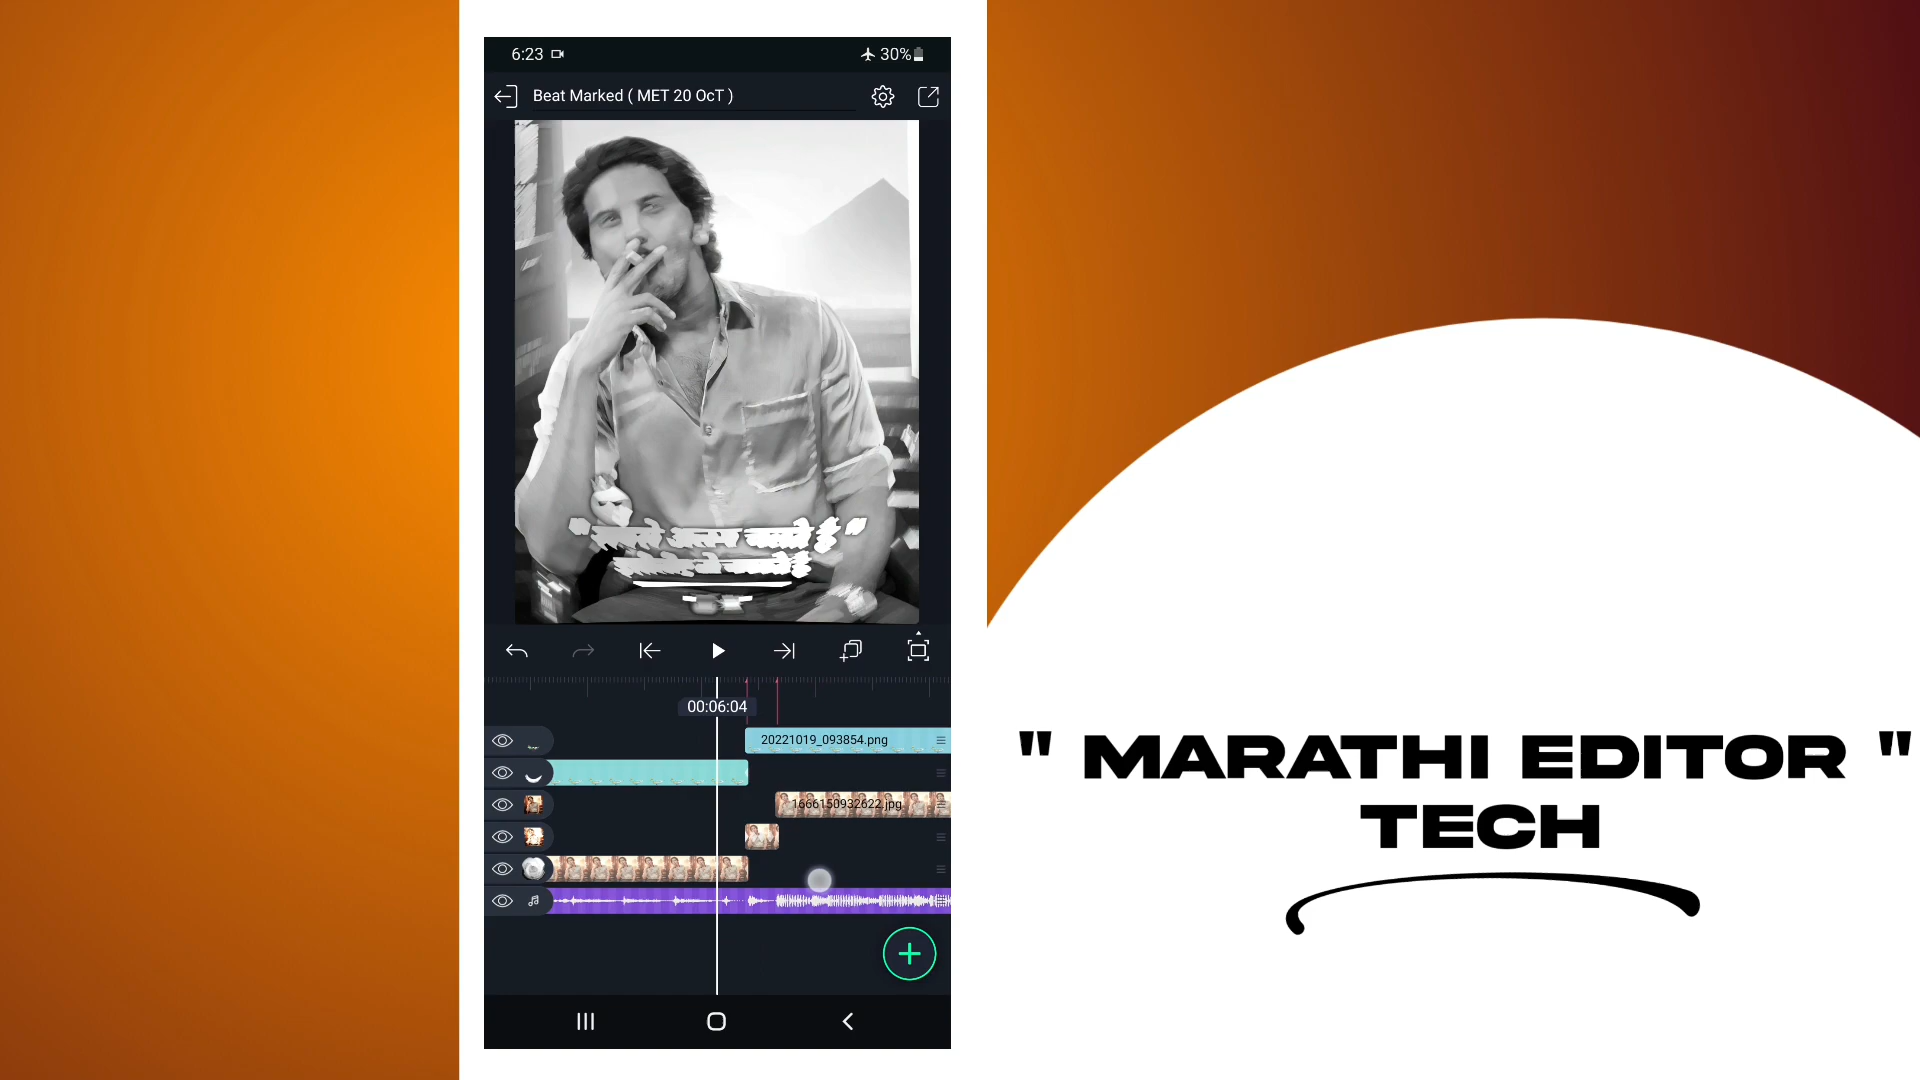 6:23
30%
Beat Marked ( MET 20 OcT )
00:06:04
20221019_093854.png
1666150932622.jpg
" MARATHI EDITOR "
TECH